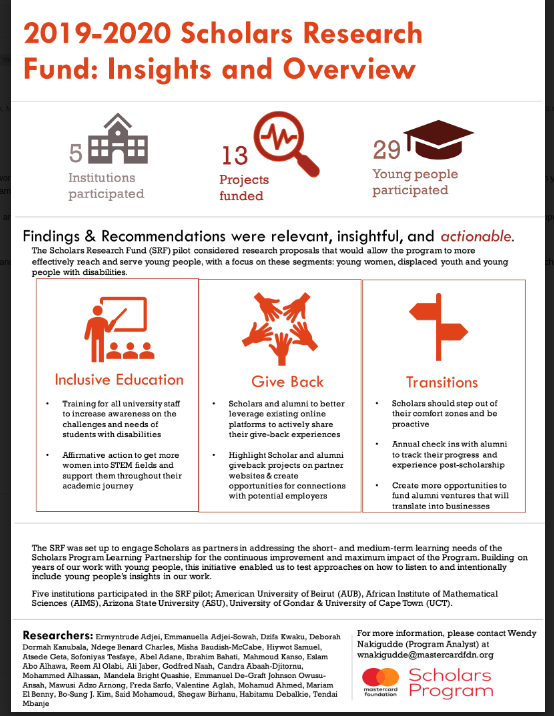 2019-2020 Scholars Research
Fund: Insights and Overview
5
Institutions
participated
13
Projects
funded
29
Young people
participated
Findings & Recommendations were relevant, insightful, and actionable.
The Scholars Research Fund (SRF) pilot considered research proposals that would allow the program to more
effectively reach and serve young people, with a focus on these segments: young women, displaced youth and young
people with disabilities.
Inclusive Education
• Training for all university staff
to increase awareness on the
challenges and needs of
students with disabilities
• Affirmative action to get more
women into STEM fields and
support them throughout their
academic journey
Give Back
• Scholars and alumni to better
leverage existing online
platforms to actively share
their give-back experiences
• Highlight Scholar and alumni
giveback projects on partner
websites & create
opportunities for connections
with potential employers
Transitions
• Scholars should step out of
their comfort zones and be
proactive
• Annual check ins with alumni
to track their progress and
experience post-scholarship
• Create more opportunities to
fund alumni ventures that will
translate into businesses
The SRF was set up to engage Scholars as partners in addressing the short- and medium-term learning needs of the
Scholars Program Learning Partnership for the continuous improvement and maximum impact of the Program. Building on
years of our work with young people, this initiative enabled us to test approaches on how to listen to and intentionally
include young people's insights in our work.
Five institutions participated in the SRF pilot; American University of Beirut (AUB), African Institute of Mathematical
Sciences (AIMS), Arizona State University (ASU), University of Gondar & University of Cape Town (UCT).
Researchers: Ermyntrude Adjei, Emmanuella Adjei-Sowah, Dzifa Kwaku, Deborah
Dormah Kanubala, Ndege Benard Charles, Misha Baudish-McCabe, Hiywot Samuel,
Atsede Geta, Sofoniyas Tesfaye, Abel Adane, Ibrahim Bahati, Mahmoud Kanso, Eslam
Abo Alhawa, Reem Al Olabi, Ali Jaber, Godfred Naah, Candra Abaah-Djitornu,
Mohammed Alhassan, Mandela Bright Quashie, Emmanuel De-Graft Johnson Owusu-
Ansah, Mawusi Adzo Arnong, Freda Sarfo, Valentine Aglah, Mohamud Ahmed, Mariam
El Benny, Bo-Sung J. Kim, Said Mohamoud, Shegaw Birhanu, Habitamu Debalkie, Tendai
Mbanje
For more information, please contact Wendy
Nakigudde (Program Analyst) at
wnakigudde@mastercardfdn.org
mastercard
foundation
Scholars
Program